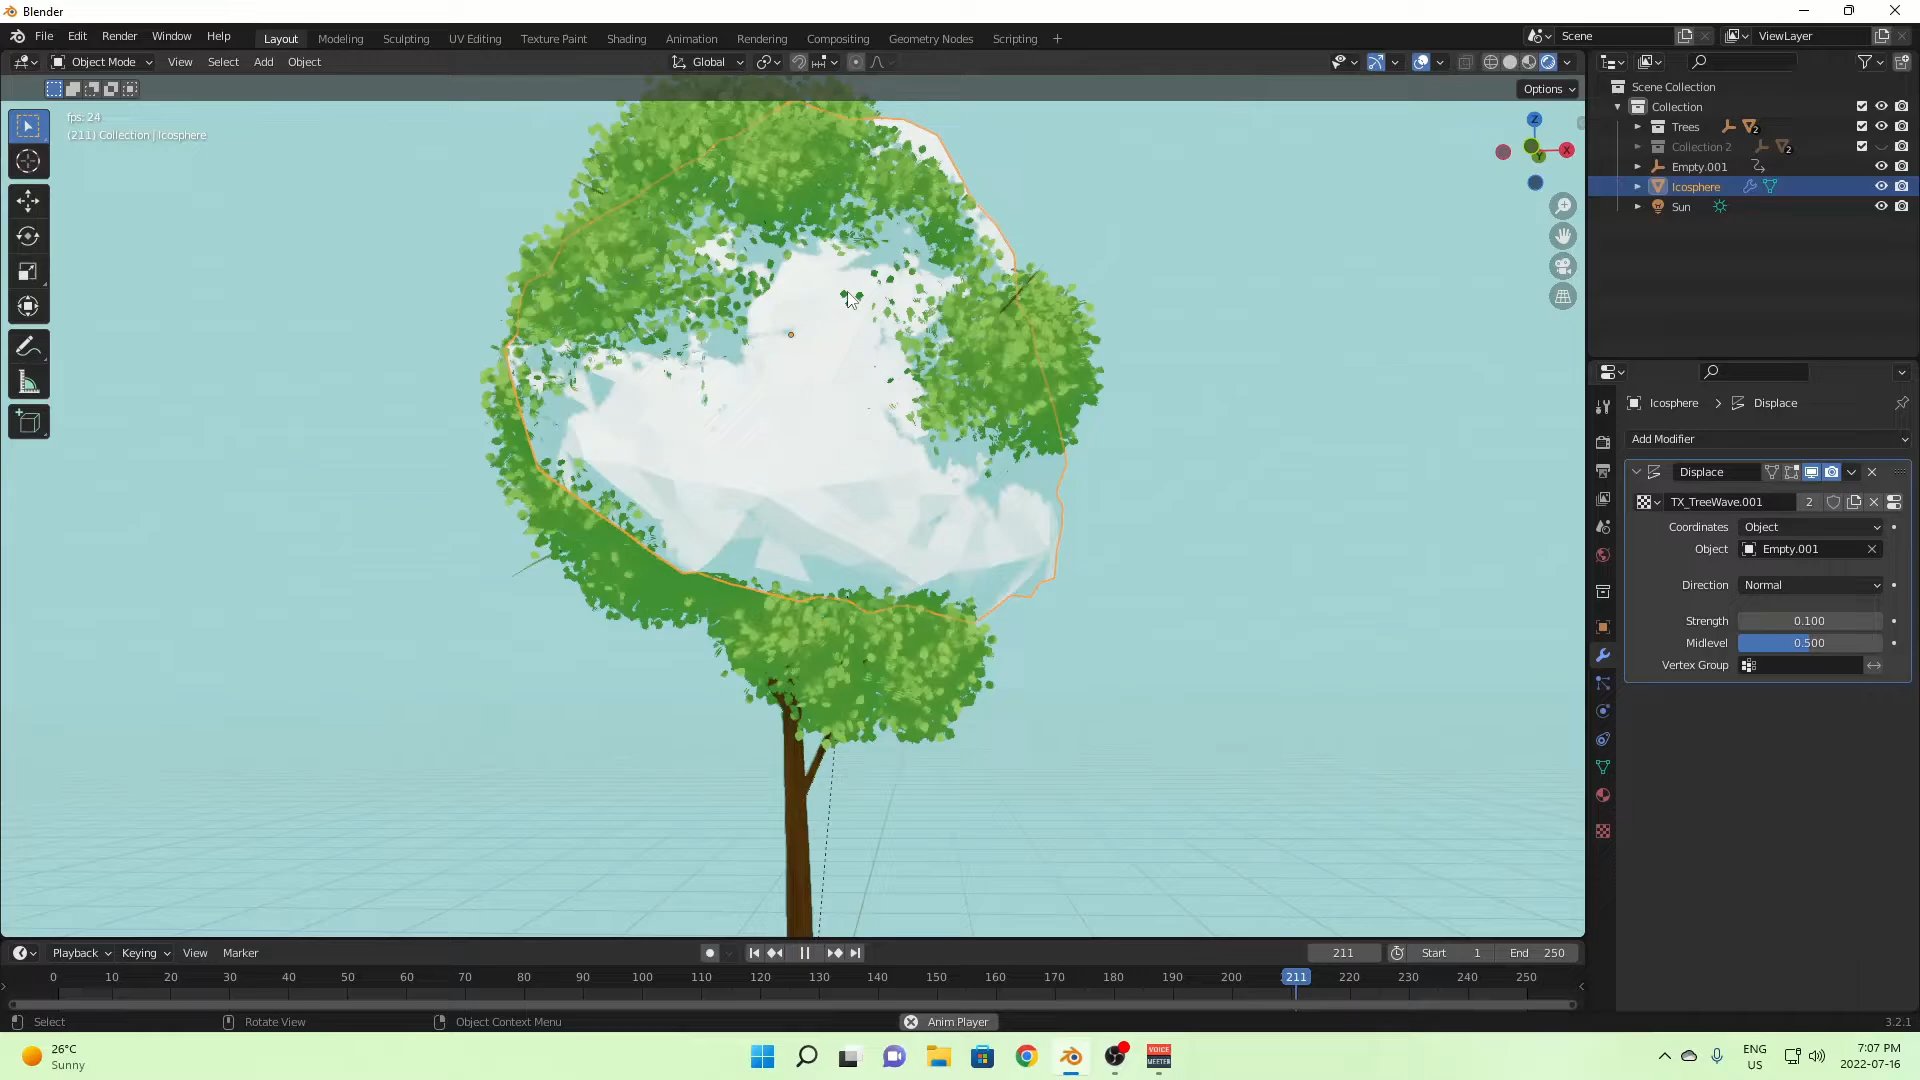 Blender
File Edit Render Window Help
Layout Modeling Sculpting UV Editing Texture Paint Shading Animation Rendering Compositing Geometry Nodes Scripting +
Scene
ViewLayer
Object Mode View Select Add Object
Global
Options
fps: 24
(211) Collection | Icosphere
Z
X
Y
Scene Collection
Collection
Trees 2
Collection 2 2
Empty.001
Icosphere
Sun
Icosphere > Displace
Add Modifier
Displace
TX_TreeWave.001 2
Coordinates Object
Object Empty.001
Direction Normal
Strength 0.100
Midlevel 0.500
Vertex Group
Playback Keying View Marker
211 Start 1 End 250
0 10 20 30 40 50 60 70 80 90 100 110 120 130 140 150 160 170 180 190 200 211 220 230 240 250
Select Rotate View Object Context Menu Anim Player 3.2.1
26°C
Sunny
VOICE
MEETER
ENG
US
7:07 PM
2022-07-16